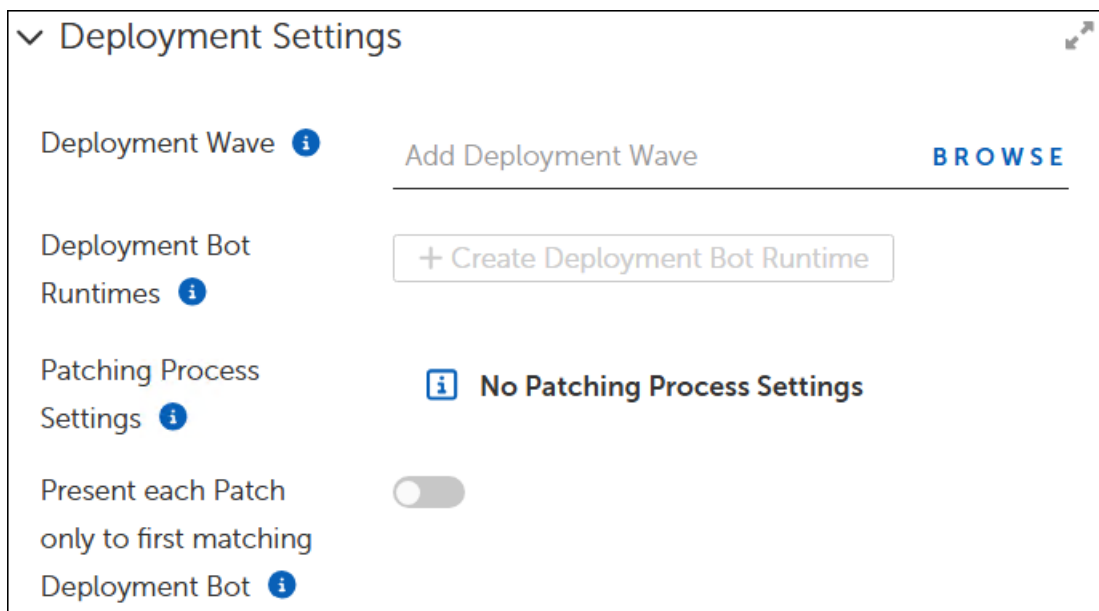 Deployment Settings
Deployment Wave
Add Deployment Wave BROWSE
Deployment Bot
Runtimes
+ Create Deployment Bot Runtime
Patching Process
Settings
No Patching Process Settings
Present each Patch
only to first matching
Deployment Bot